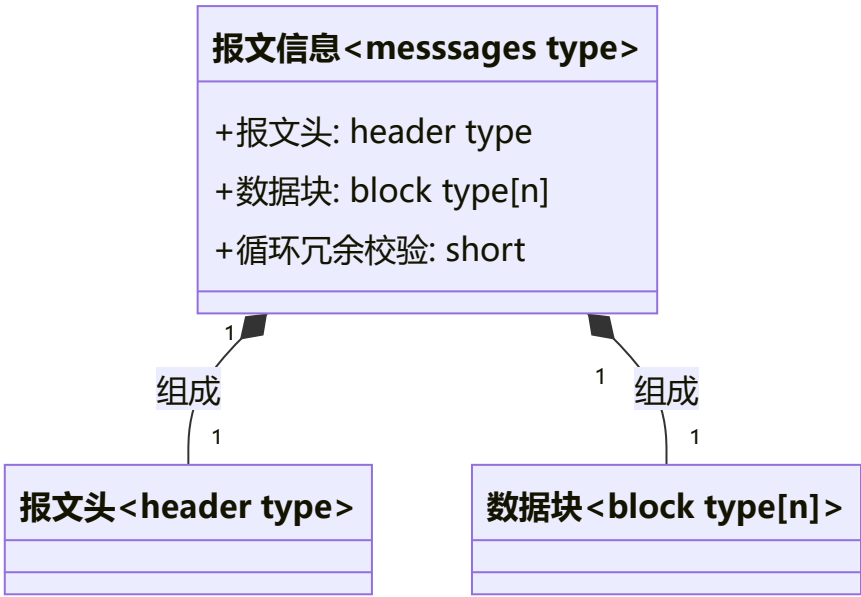 报文信息<messsages type>
+报文头: header type
+数据块: block type[n]
+循环冗余校验: short
1
1
组成
组成
1
1
报文头<header type>
数据块<block type[n]>